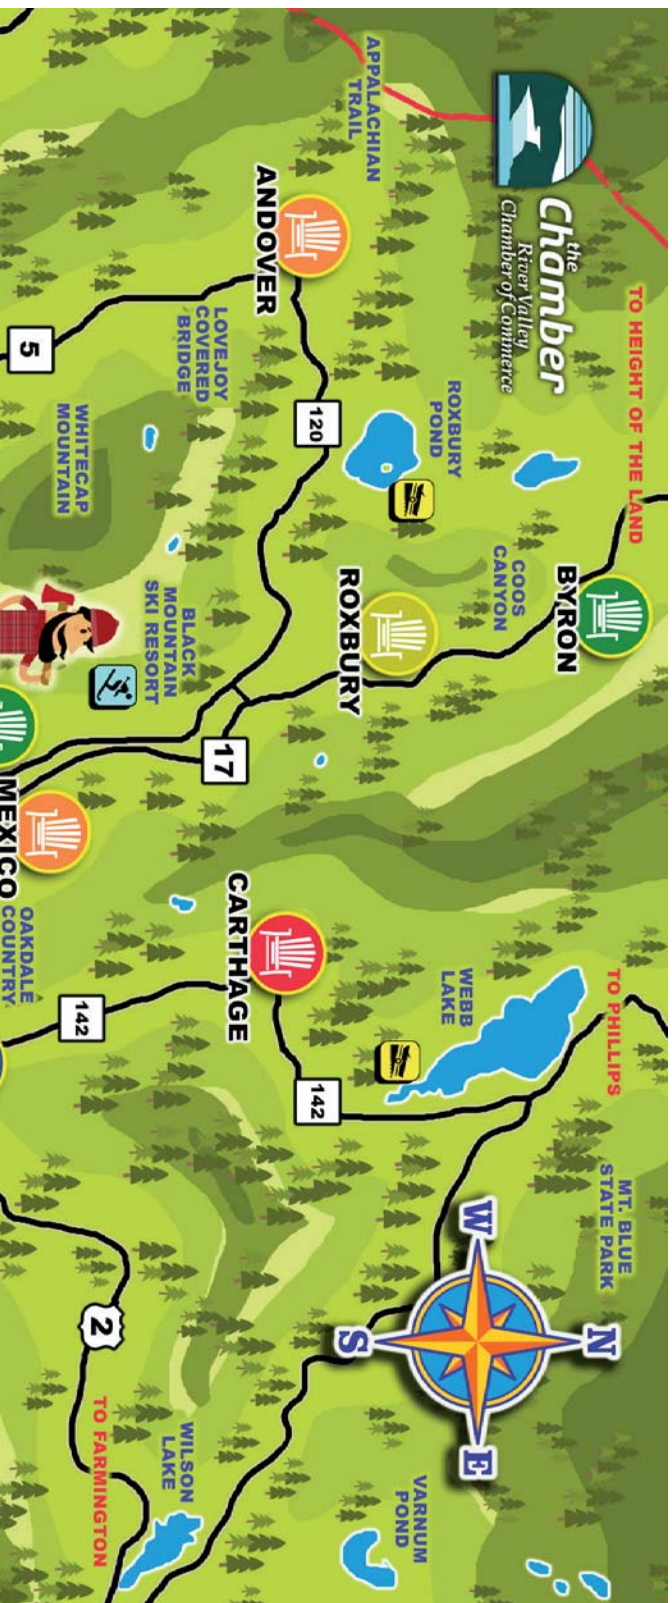 the
Chamber
River Valley
Chamber of Commerce
TO HEIGHT OF THE LAND
APPALACHIAN
TRAIL
ANDOVER
LOVEJOY
COVERED
BRIDGE
5
WHITECAP
MOUNTAIN
120
ROXBURY
POND
COOS
CANYON
BYRON
ROXBURY
BLACK
MOUNTAIN
SKI RESORT
17
MEXICO
OAKDALE
COUNTRY
CARTHAGE
142
WEBB
LAKE
142
TO PHILLIPS
MT. BLUE
STATE PARK
N
W
E
S
2
TO FARMINGTON
WILSON
LAKE
VARNUM
POND